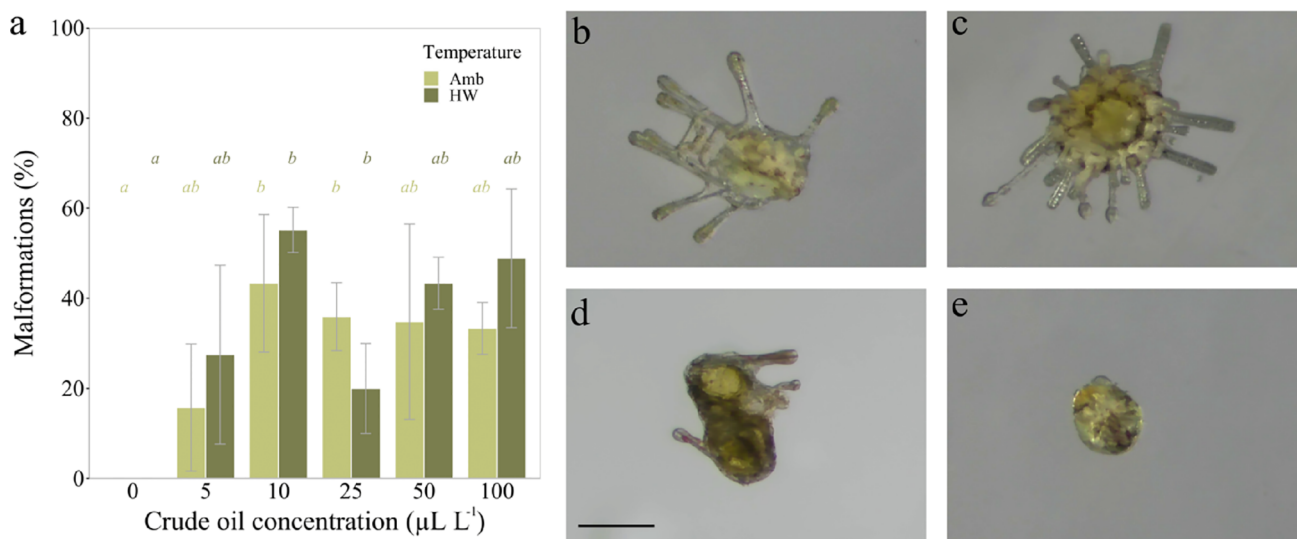 a
100
80
60
40
20
0
Malformations (%)
Temperature
Amb
HW
a ab b b ab ab
a ab b b ab ab
0 5 10 25 50 100
Crude oil concentration (µL L⁻¹)
b
c
d
e